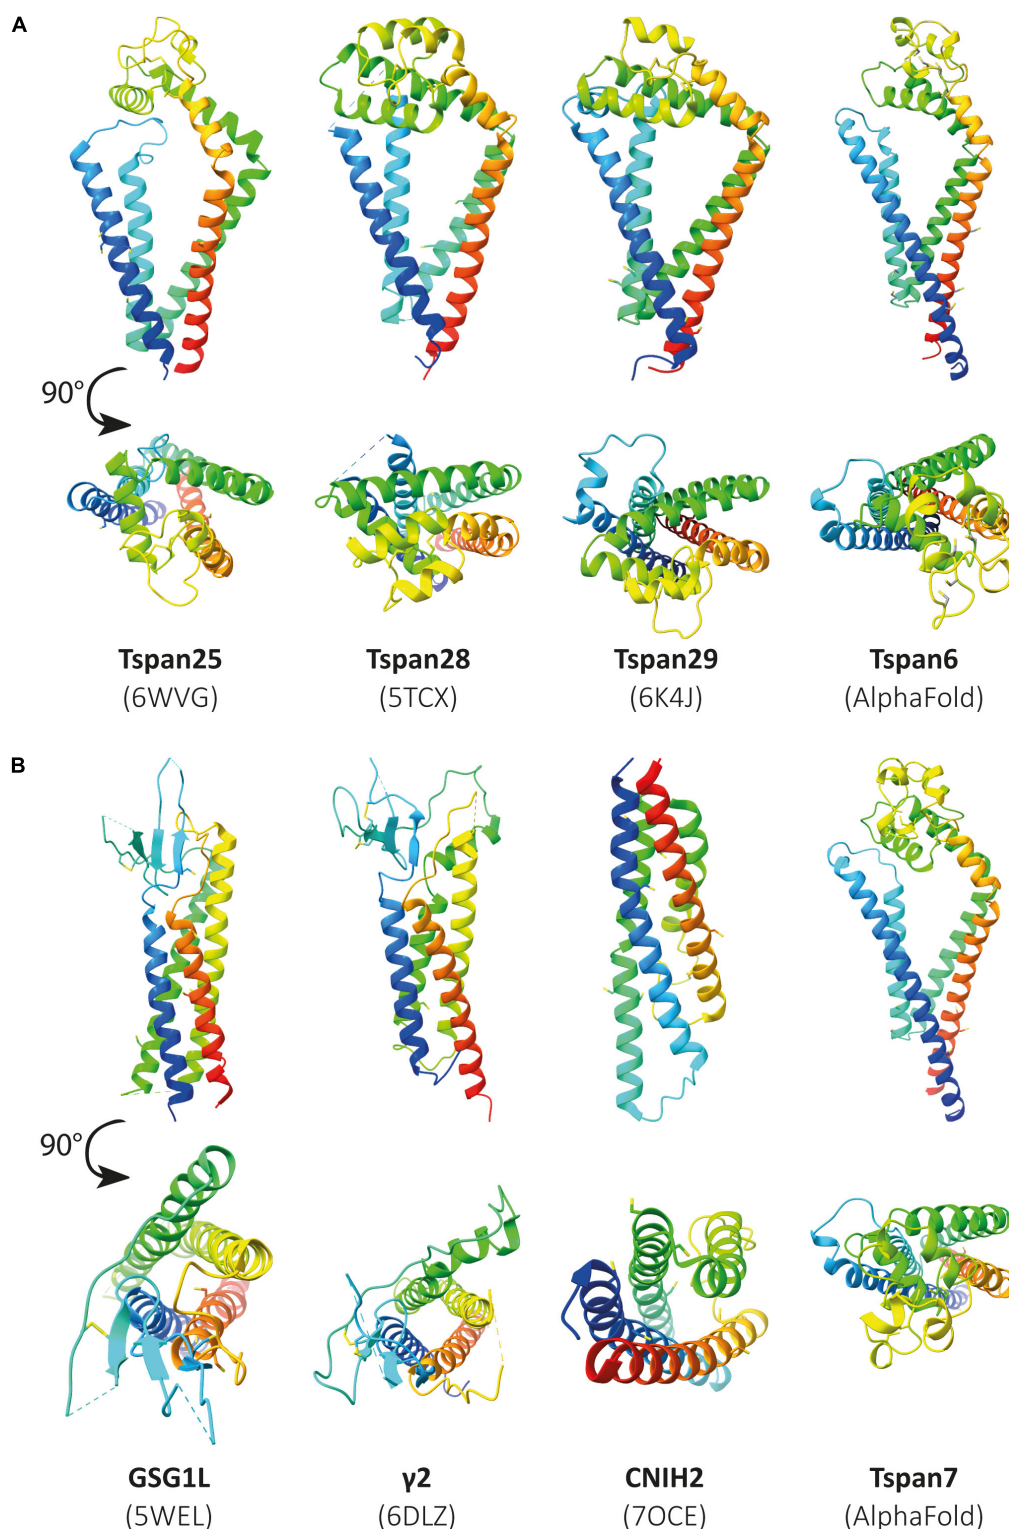 A
90°
Tspan25 Tspan28 Tspan29 Tspan6
(6WVG) (5TCX) (6K4J) (AlphaFold)
B
90°
GSG1L γ2 CNIH2 Tspan7
(5WEL) (6DLZ) (7OCE) (AlphaFold)